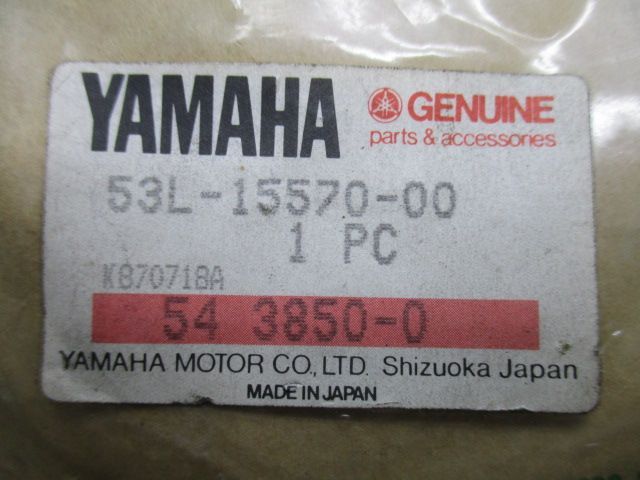 YAMAHA
GENUINE
parts & accessories
53L-15570-00
1 PC
K870718A
54 3850-0
YAMAHA MOTOR CO., LTD. Shizuoka Japan
MADE IN JAPAN